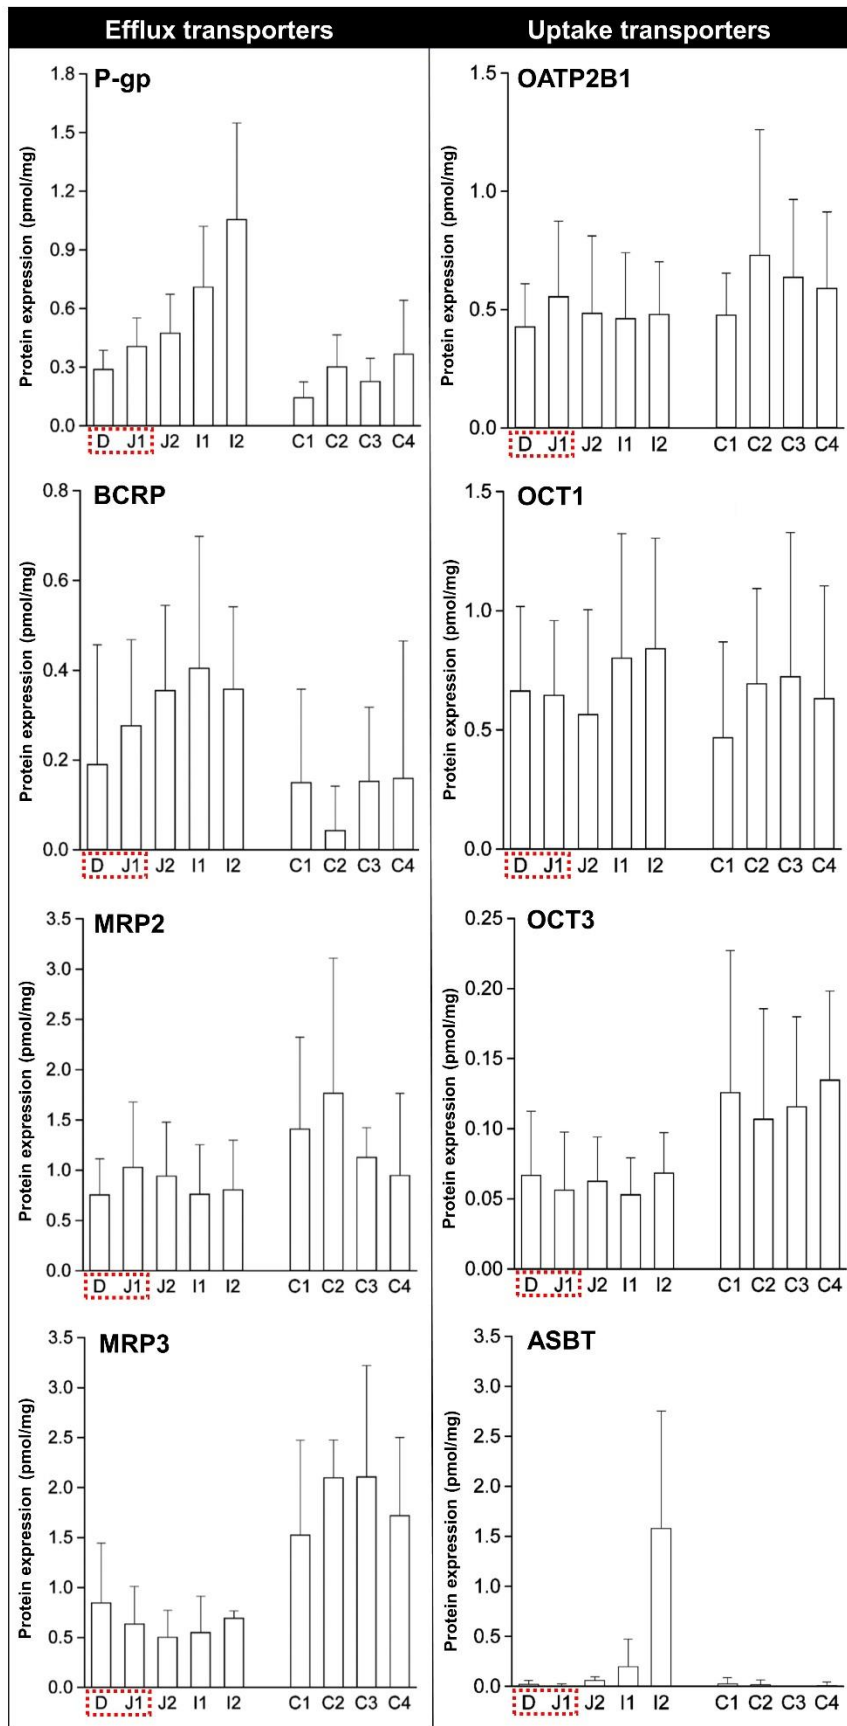 Efflux transporters
P-gp
Protein expression (pmol/mg)
1.8
1.5
1.2
0.9
0.6
0.3
0.0
D J1 J2 I1 I2 C1 C2 C3 C4
BCRP
Protein expression (pmol/mg)
0.8
0.6
0.4
0.2
0.0
D J1 J2 I1 I2 C1 C2 C3 C4
MRP2
Protein expression (pmol/mg)
3.5
3.0
2.5
2.0
1.5
1.0
0.5
0.0
D J1 J2 I1 I2 C1 C2 C3 C4
MRP3
Protein expression (pmol/mg)
3.5
3.0
2.5
2.0
1.5
1.0
0.5
0.0
D J1 J2 I1 I2 C1 C2 C3 C4
Uptake transporters
OATP2B1
Protein expression (pmol/mg)
1.5
1.0
0.5
0.0
D J1 J2 I1 I2 C1 C2 C3 C4
OCT1
Protein expression (pmol/mg)
1.5
1.0
0.5
0.0
D J1 J2 I1 I2 C1 C2 C3 C4
OCT3
Protein expression (pmol/mg)
0.25
0.20
0.15
0.10
0.05
0.00
D J1 J2 I1 I2 C1 C2 C3 C4
ASBT
Protein expression (pmol/mg)
3.5
3.0
2.5
2.0
1.5
1.0
0.5
0.0
D J1 J2 I1 I2 C1 C2 C3 C4